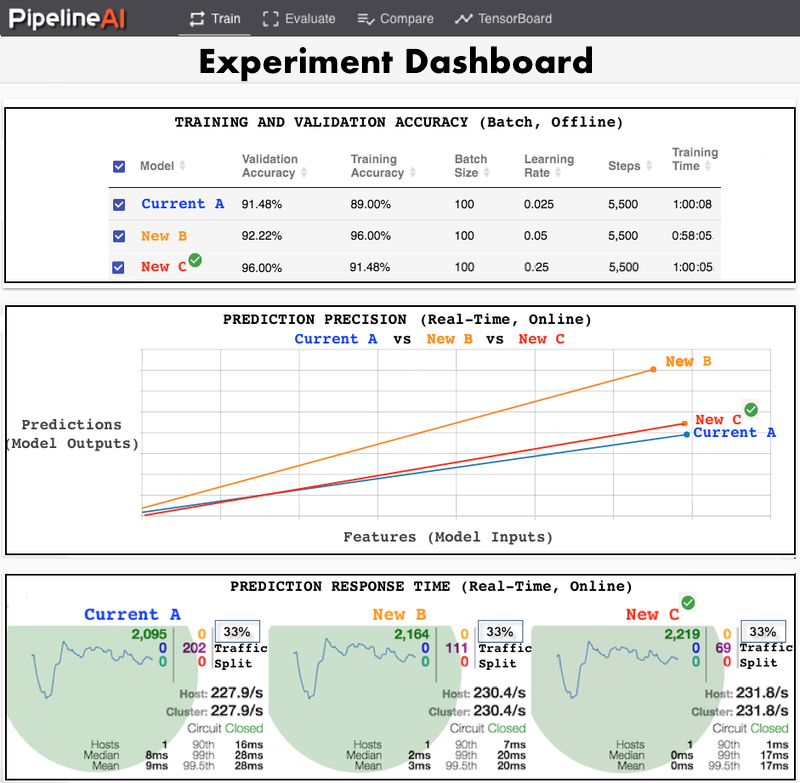 PipelineAI Train Evaluate Compare TensorBoard
Experiment Dashboard
TRAINING AND VALIDATION ACCURACY (Batch, Offline)
Model Validation Accuracy Training Accuracy Batch Size Learning Rate Steps Training Time
Current A 91.48% 89.00% 100 0.025 5,500 1:00:08
New B 92.22% 96.00% 100 0.05 5,500 0:58:05
New C 96.00% 91.48% 100 0.25 5,500 1:00:05
PREDICTION PRECISION (Real-Time, Online)
Current A vs New B vs New C
New B
New C
Current A
Predictions
(Model Outputs)
Features (Model Inputs)
PREDICTION RESPONSE TIME (Real-Time, Online)
Current A
2,095 0 33%
0 202 Traffic
0 0 Split
Host: 227.9/s
Cluster: 227.9/s
Circuit Closed
Hosts 1 90th 16ms
Median 8ms 99th 28ms
Mean 9ms 99.5th 28ms
New B
2,164 0 33%
0 111 Traffic
0 0 Split
Host: 230.4/s
Cluster: 230.4/s
Circuit Closed
Hosts 1 90th 7ms
Median 2ms 99th 20ms
Mean 3ms 99.5th 20ms
New C
2,219 0 33%
0 69 Traffic
0 0 Split
Host: 231.8/s
Cluster: 231.8/s
Circuit Closed
Hosts 1 90th 1ms
Median 0ms 99th 17ms
Mean 0ms 99.5th 17ms